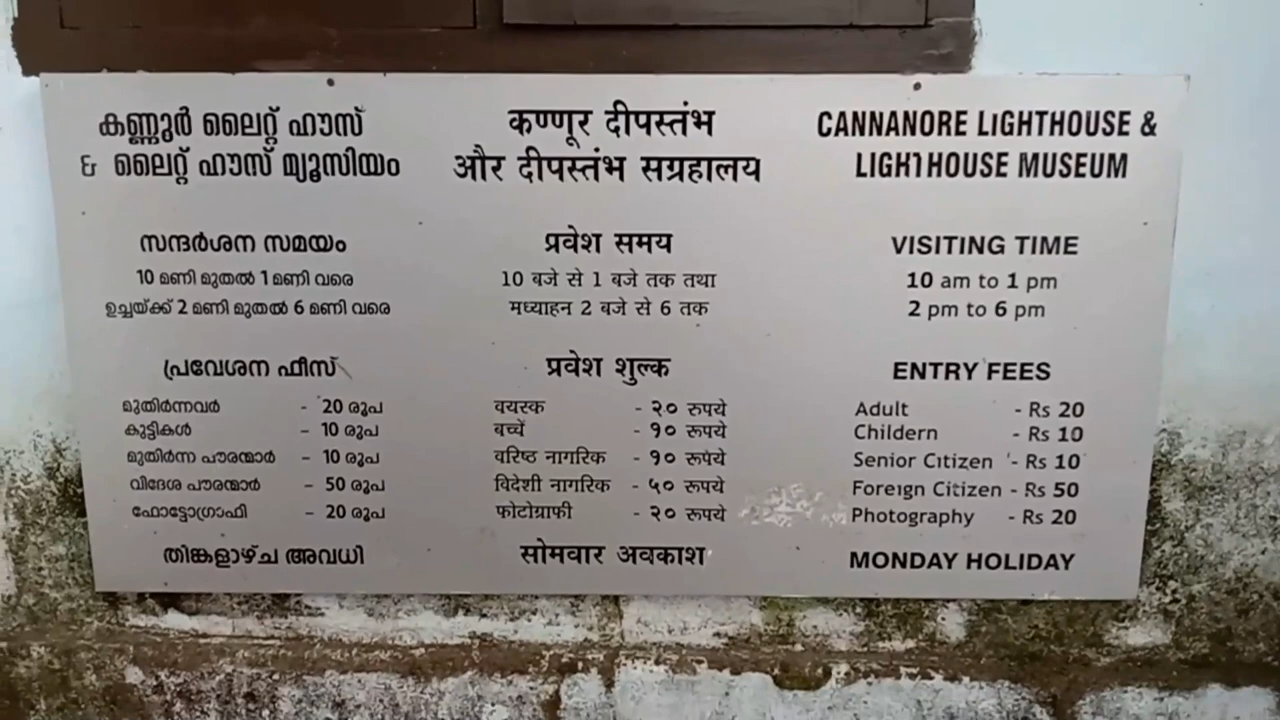 കണ്ണൂർ ലൈറ്റ് ഹൗസ്
& ലൈറ്റ് ഹൗസ് മ്യൂസിയം
സന്ദർശന സമയം
10 മണി മുതൽ 1 മണി വരെ
ഉച്ചയ്ക്ക് 2 മണി മുതൽ 6 മണി വരെ
പ്രവേശന ഫീസ്
മുതിർന്നവർ - 20 രൂപ
കുട്ടികൾ - 10 രൂപ
മുതിർന്ന പൗരന്മാർ - 10 രൂപ
വിദേശ പൗരന്മാർ - 50 രൂപ
ഫോട്ടോഗ്രാഫി - 20 രൂപ
തിങ്കളാഴ്ച അവധി
कण्णूर दीपस्तंभ
और दीपस्तंभ सग्रहालय
प्रवेश समय
10 बजे से 1 बजे तक तथा
मध्याहन 2 बजे से 6 तक
प्रवेश शुल्क
वयस्क - २० रुपये
बच्चें - १० रूपये
वरिष्ठ नागरिक - १० रूपये
विदेशी नागरिक - ५० रूपये
फोटोग्राफी - २० रूपये
सोमवार अवकाश
CANNANORE LIGHTHOUSE &
LIGHTHOUSE MUSEUM
VISITING TIME
10 am to 1 pm
2 pm to 6 pm
ENTRY FEES
Adult - Rs 20
Childern - Rs 10
Senior Citizen - Rs 10
Foreign Citizen - Rs 50
Photography - Rs 20
MONDAY HOLIDAY